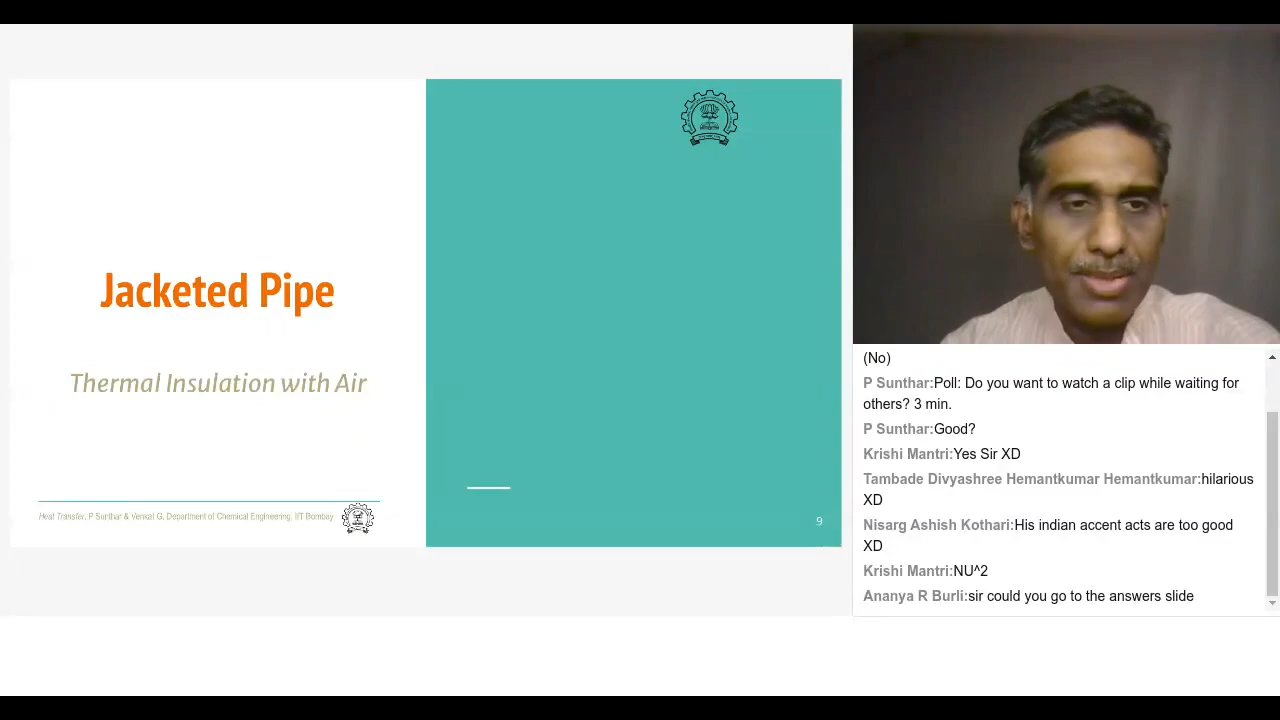 Jacketed Pipe
Thermal Insulation with Air
Heat Transfer, P Sunthar & Venkat G, Department of Chemical Engineering, IIT Bombay
9
(No)
P Sunthar:Poll: Do you want to watch a clip while waiting for
others? 3 min.
P Sunthar:Good?
Krishi Mantri:Yes Sir XD
Tambade Divyashree Hemantkumar Hemantkumar:hilarious
XD
Nisarg Ashish Kothari:His indian accent acts are too good
XD
Krishi Mantri:NU^2
Ananya R Burli:sir could you go to the answers slide